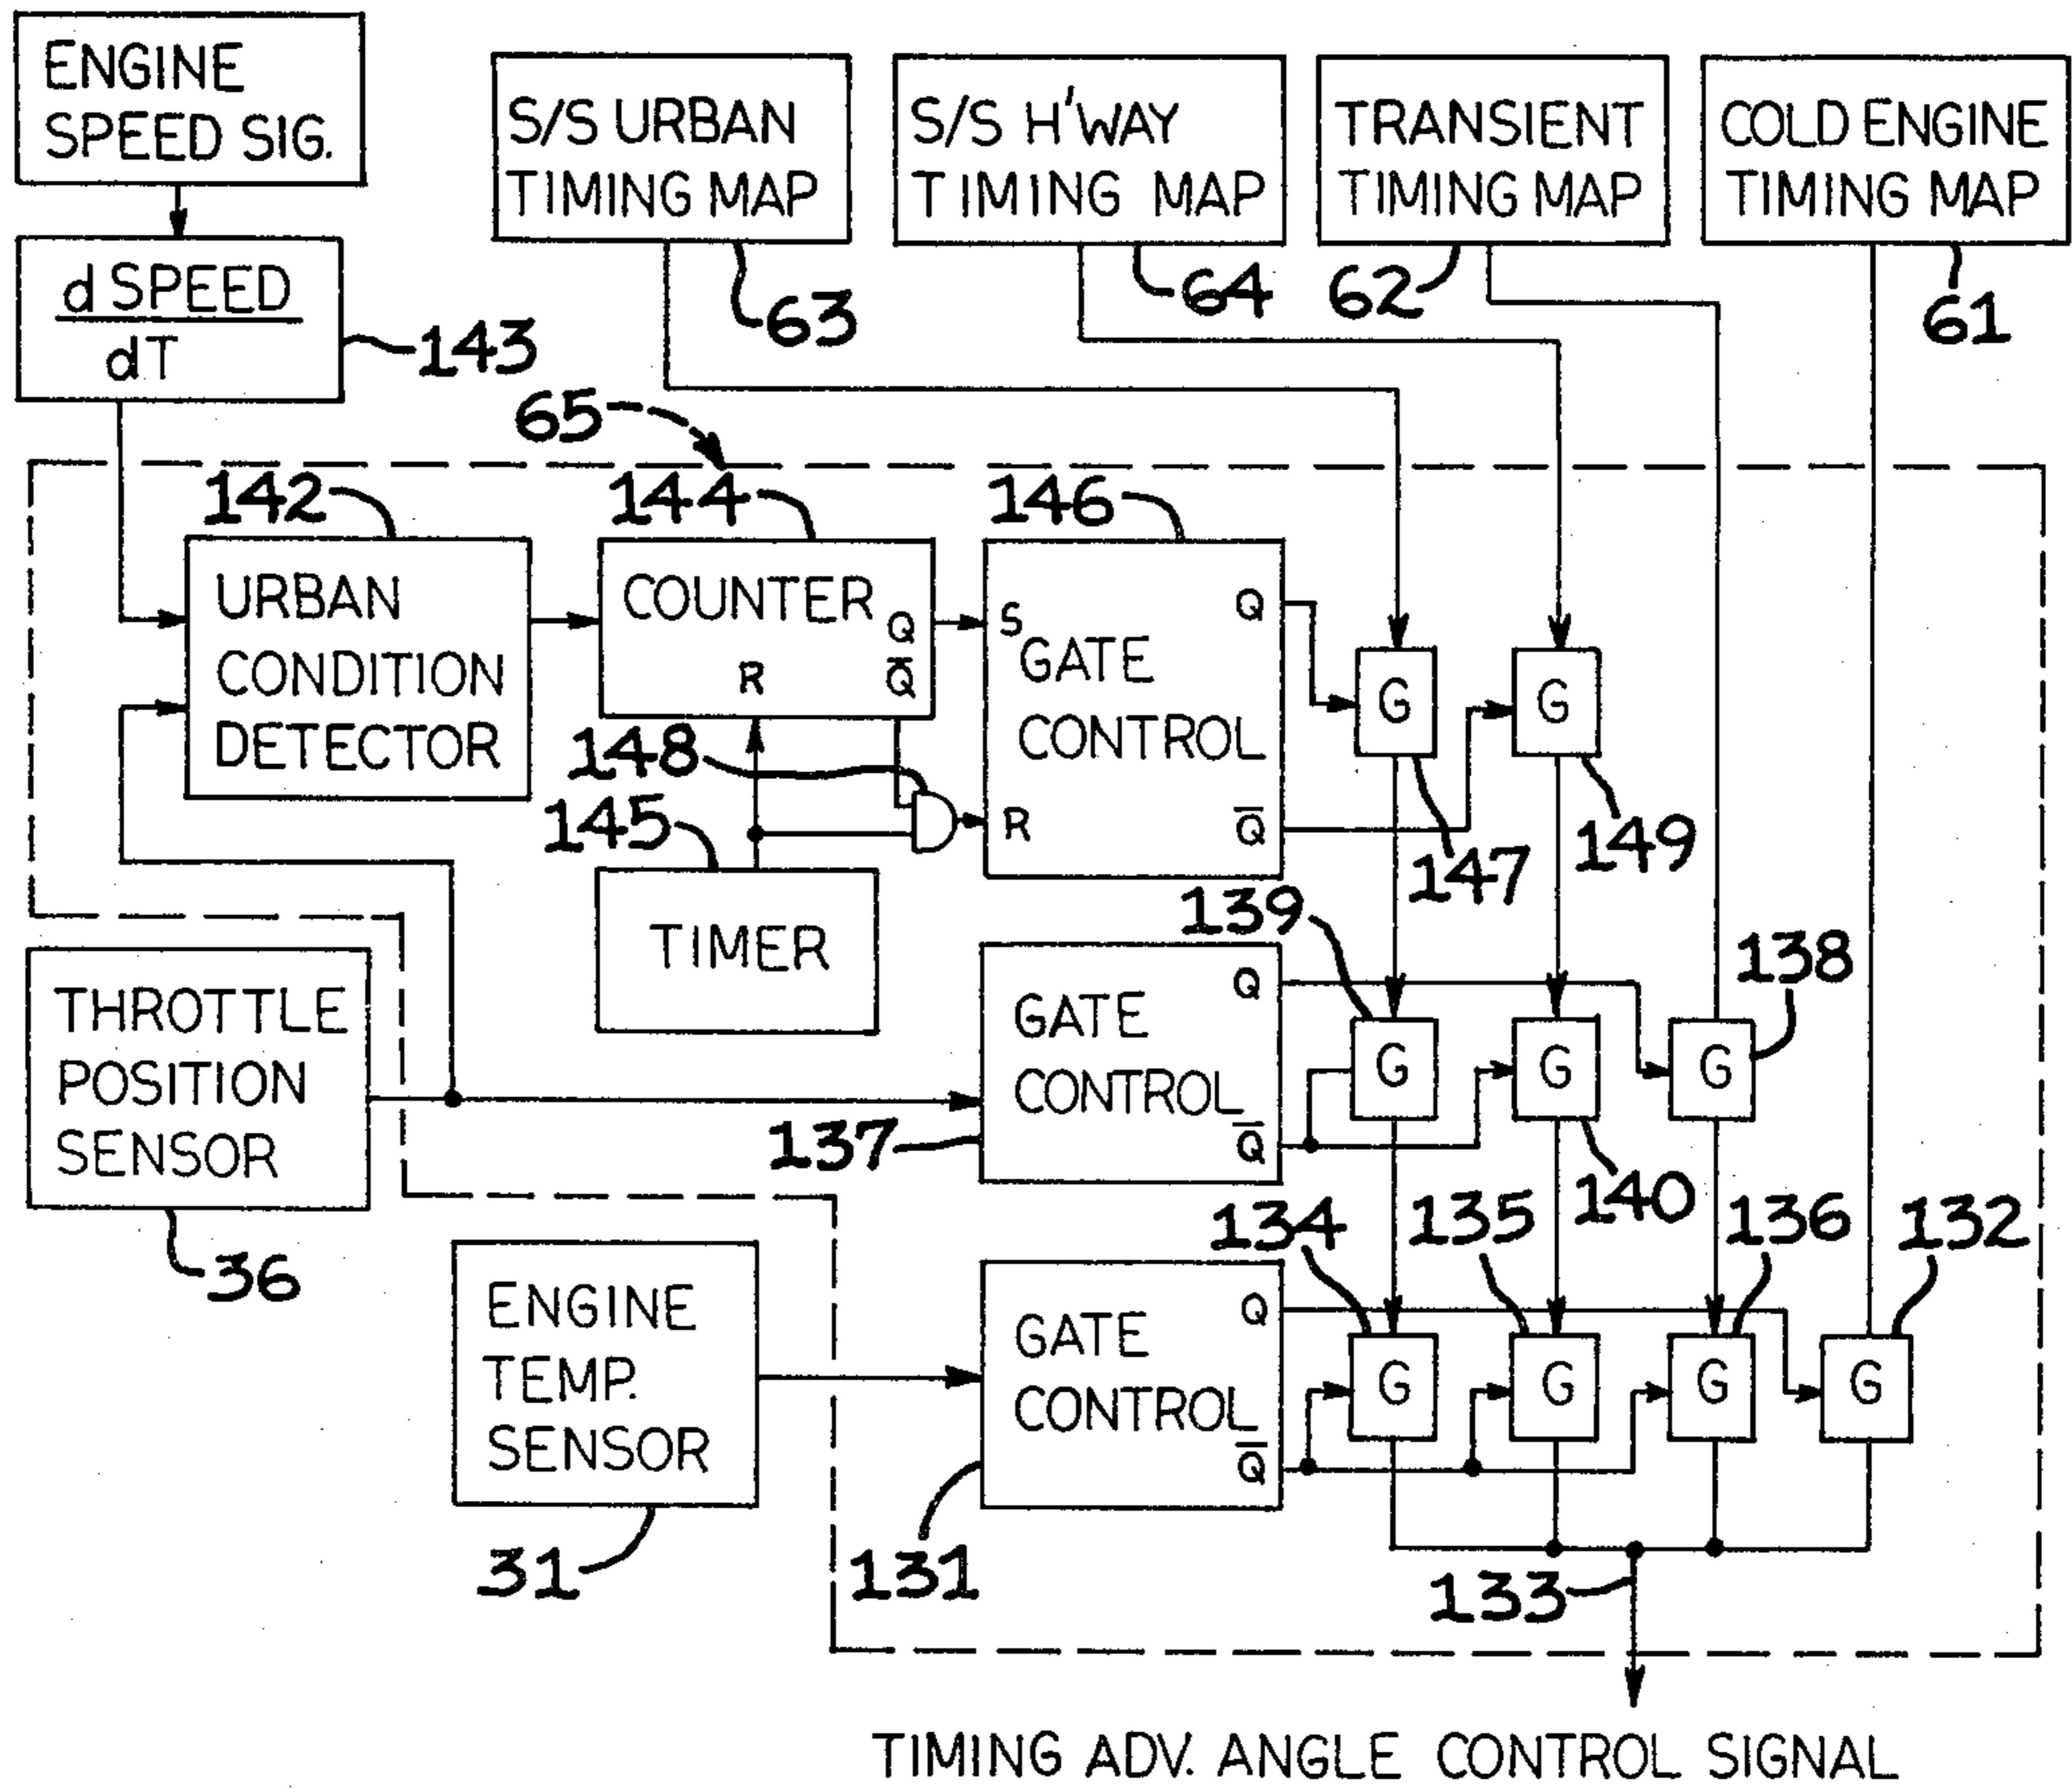 ENGINE
SPEED SIG.
S/S URBAN
TIMING MAP
S/S H'WAY
TIMING MAP
TRANSIENT
TIMING MAP
COLD ENGINE
TIMING MAP
d SPEED
dT
143
63
64
62
61
65
142
144
146
URBAN
CONDITION
DETECTOR
COUNTER
Q
Q̅
R
S
GATE
CONTROL
Q
Q̅
R
G
G
148
145
147
149
TIMER
139
138
THROTTLE
POSITION
SENSOR
36
GATE
CONTROL
Q
Q̅
137
G
G
G
140
134
135
136
132
ENGINE
TEMP.
SENSOR
31
GATE
CONTROL
Q
Q̅
131
G
G
G
G
133
TIMING ADV. ANGLE CONTROL SIGNAL